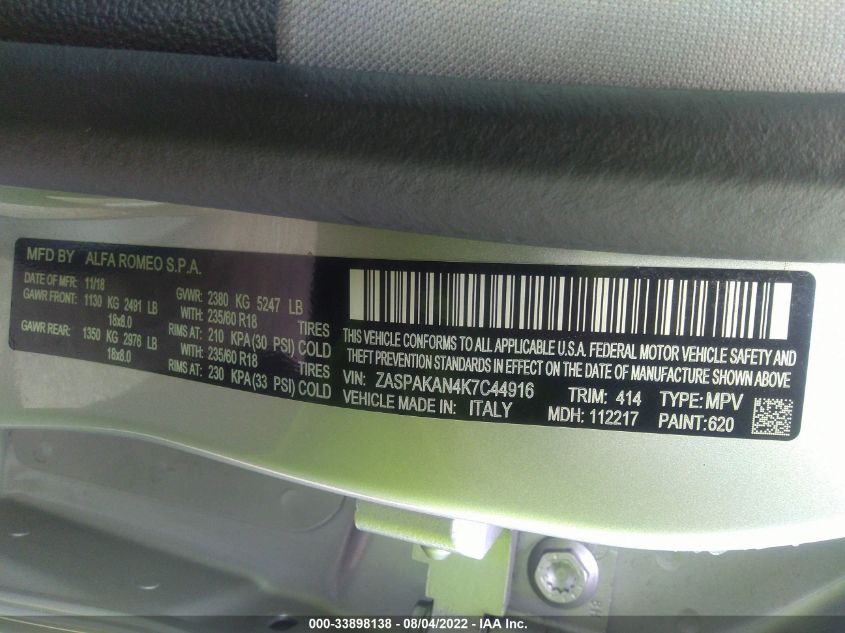 MFD BY ALFA ROMEO S.P.A.
DATE OF MFR: 11/18 GVWR: 2380 KG 5247 LB
GAWR FRONT: 1130 KG 2491 LB WITH: 235/60 R18 TIRES
18x8.0 RIMS AT: 210 KPA (30 PSI) COLD
GAWR REAR: 1350 KG 2976 LB WITH: 235/60 R18 TIRES
18x8.0 RIMS AT: 230 KPA (33 PSI) COLD
THIS VEHICLE CONFORMS TO ALL APPLICABLE U.S.A. FEDERAL MOTOR VEHICLE SAFETY AND
THEFT PREVENTION STANDARDS IN EFFECT ON THE DATE OF MANUFACTURE SHOWN ABOVE
VIN: ZASPAKAN4K7C44916 TRIM: 414 TYPE: MPV
VEHICLE MADE IN: ITALY MDH: 112217 PAINT: 620
000-33898138 - 08/04/2022 - IAA Inc.